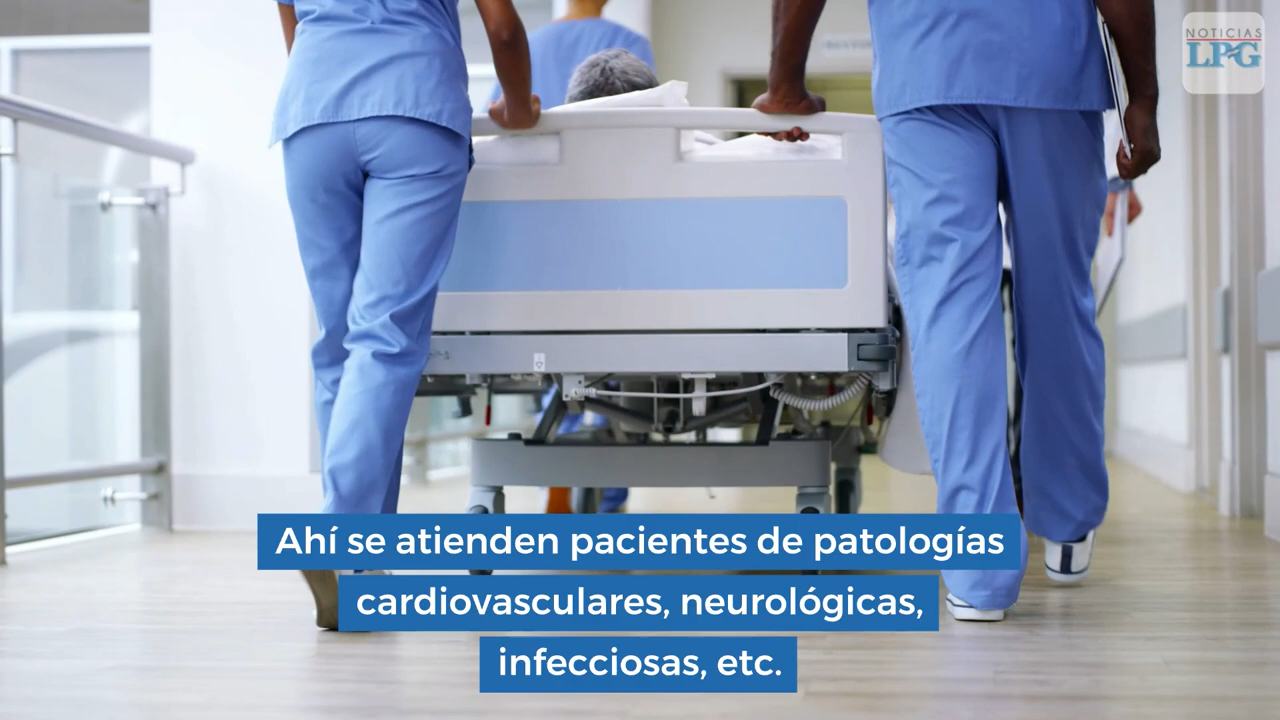 NOTICIAS
LPG
Ahí se atienden pacientes de patologías
cardiovasculares, neurológicas,
infecciosas, etc.